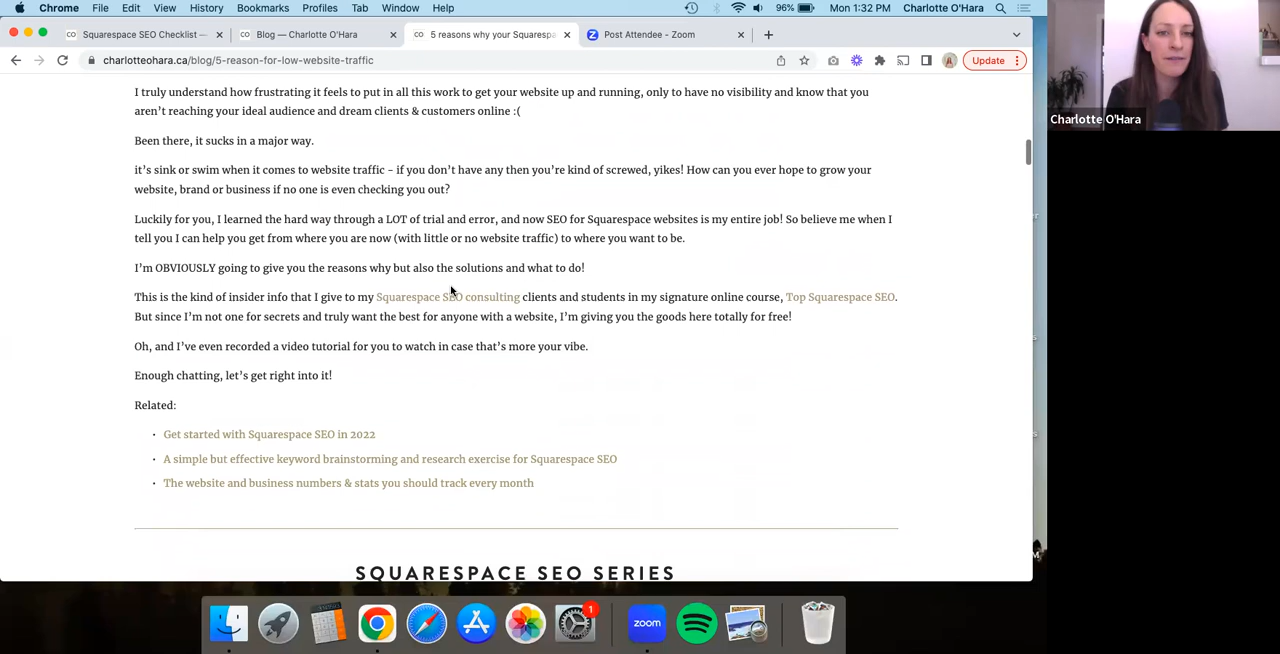 Chrome File Edit View History Bookmarks Profiles Tab Window Help 96% Mon 1:32 PM Charlotte O'Hara
CO Squarespace SEO Checklist – CO Blog — Charlotte O'Hara CO 5 reasons why your Squaresp Post Attendee - Zoom
charlotteohara.ca/blog/5-reason-for-low-website-traffic Update
Charlotte O'Hara
I truly understand how frustrating it feels to put in all this work to get your website up and running, only to have no visibility and know that you
aren't reaching your ideal audience and dream clients & customers online :(
Been there, it sucks in a major way.
it's sink or swim when it comes to website traffic - if you don't have any then you're kind of screwed, yikes! How can you ever hope to grow your
website, brand or business if no one is even checking you out?
Luckily for you, I learned the hard way through a LOT of trial and error, and now SEO for Squarespace websites is my entire job! So believe me when I
tell you I can help you get from where you are now (with little or no website traffic) to where you want to be.
I'm OBVIOUSLY going to give you the reasons why but also the solutions and what to do!
This is the kind of insider info that I give to my Squarespace SEO consulting clients and students in my signature online course, Top Squarespace SEO.
But since I'm not one for secrets and truly want the best for anyone with a website, I'm giving you the goods here totally for free!
Oh, and I've even recorded a video tutorial for you to watch in case that's more your vibe.
Enough chatting, let's get right into it!
Related:
· Get started with Squarespace SEO in 2022
· A simple but effective keyword brainstorming and research exercise for Squarespace SEO
· The website and business numbers & stats you should track every month
SQUARESPACE SEO SERIES
1
zoom